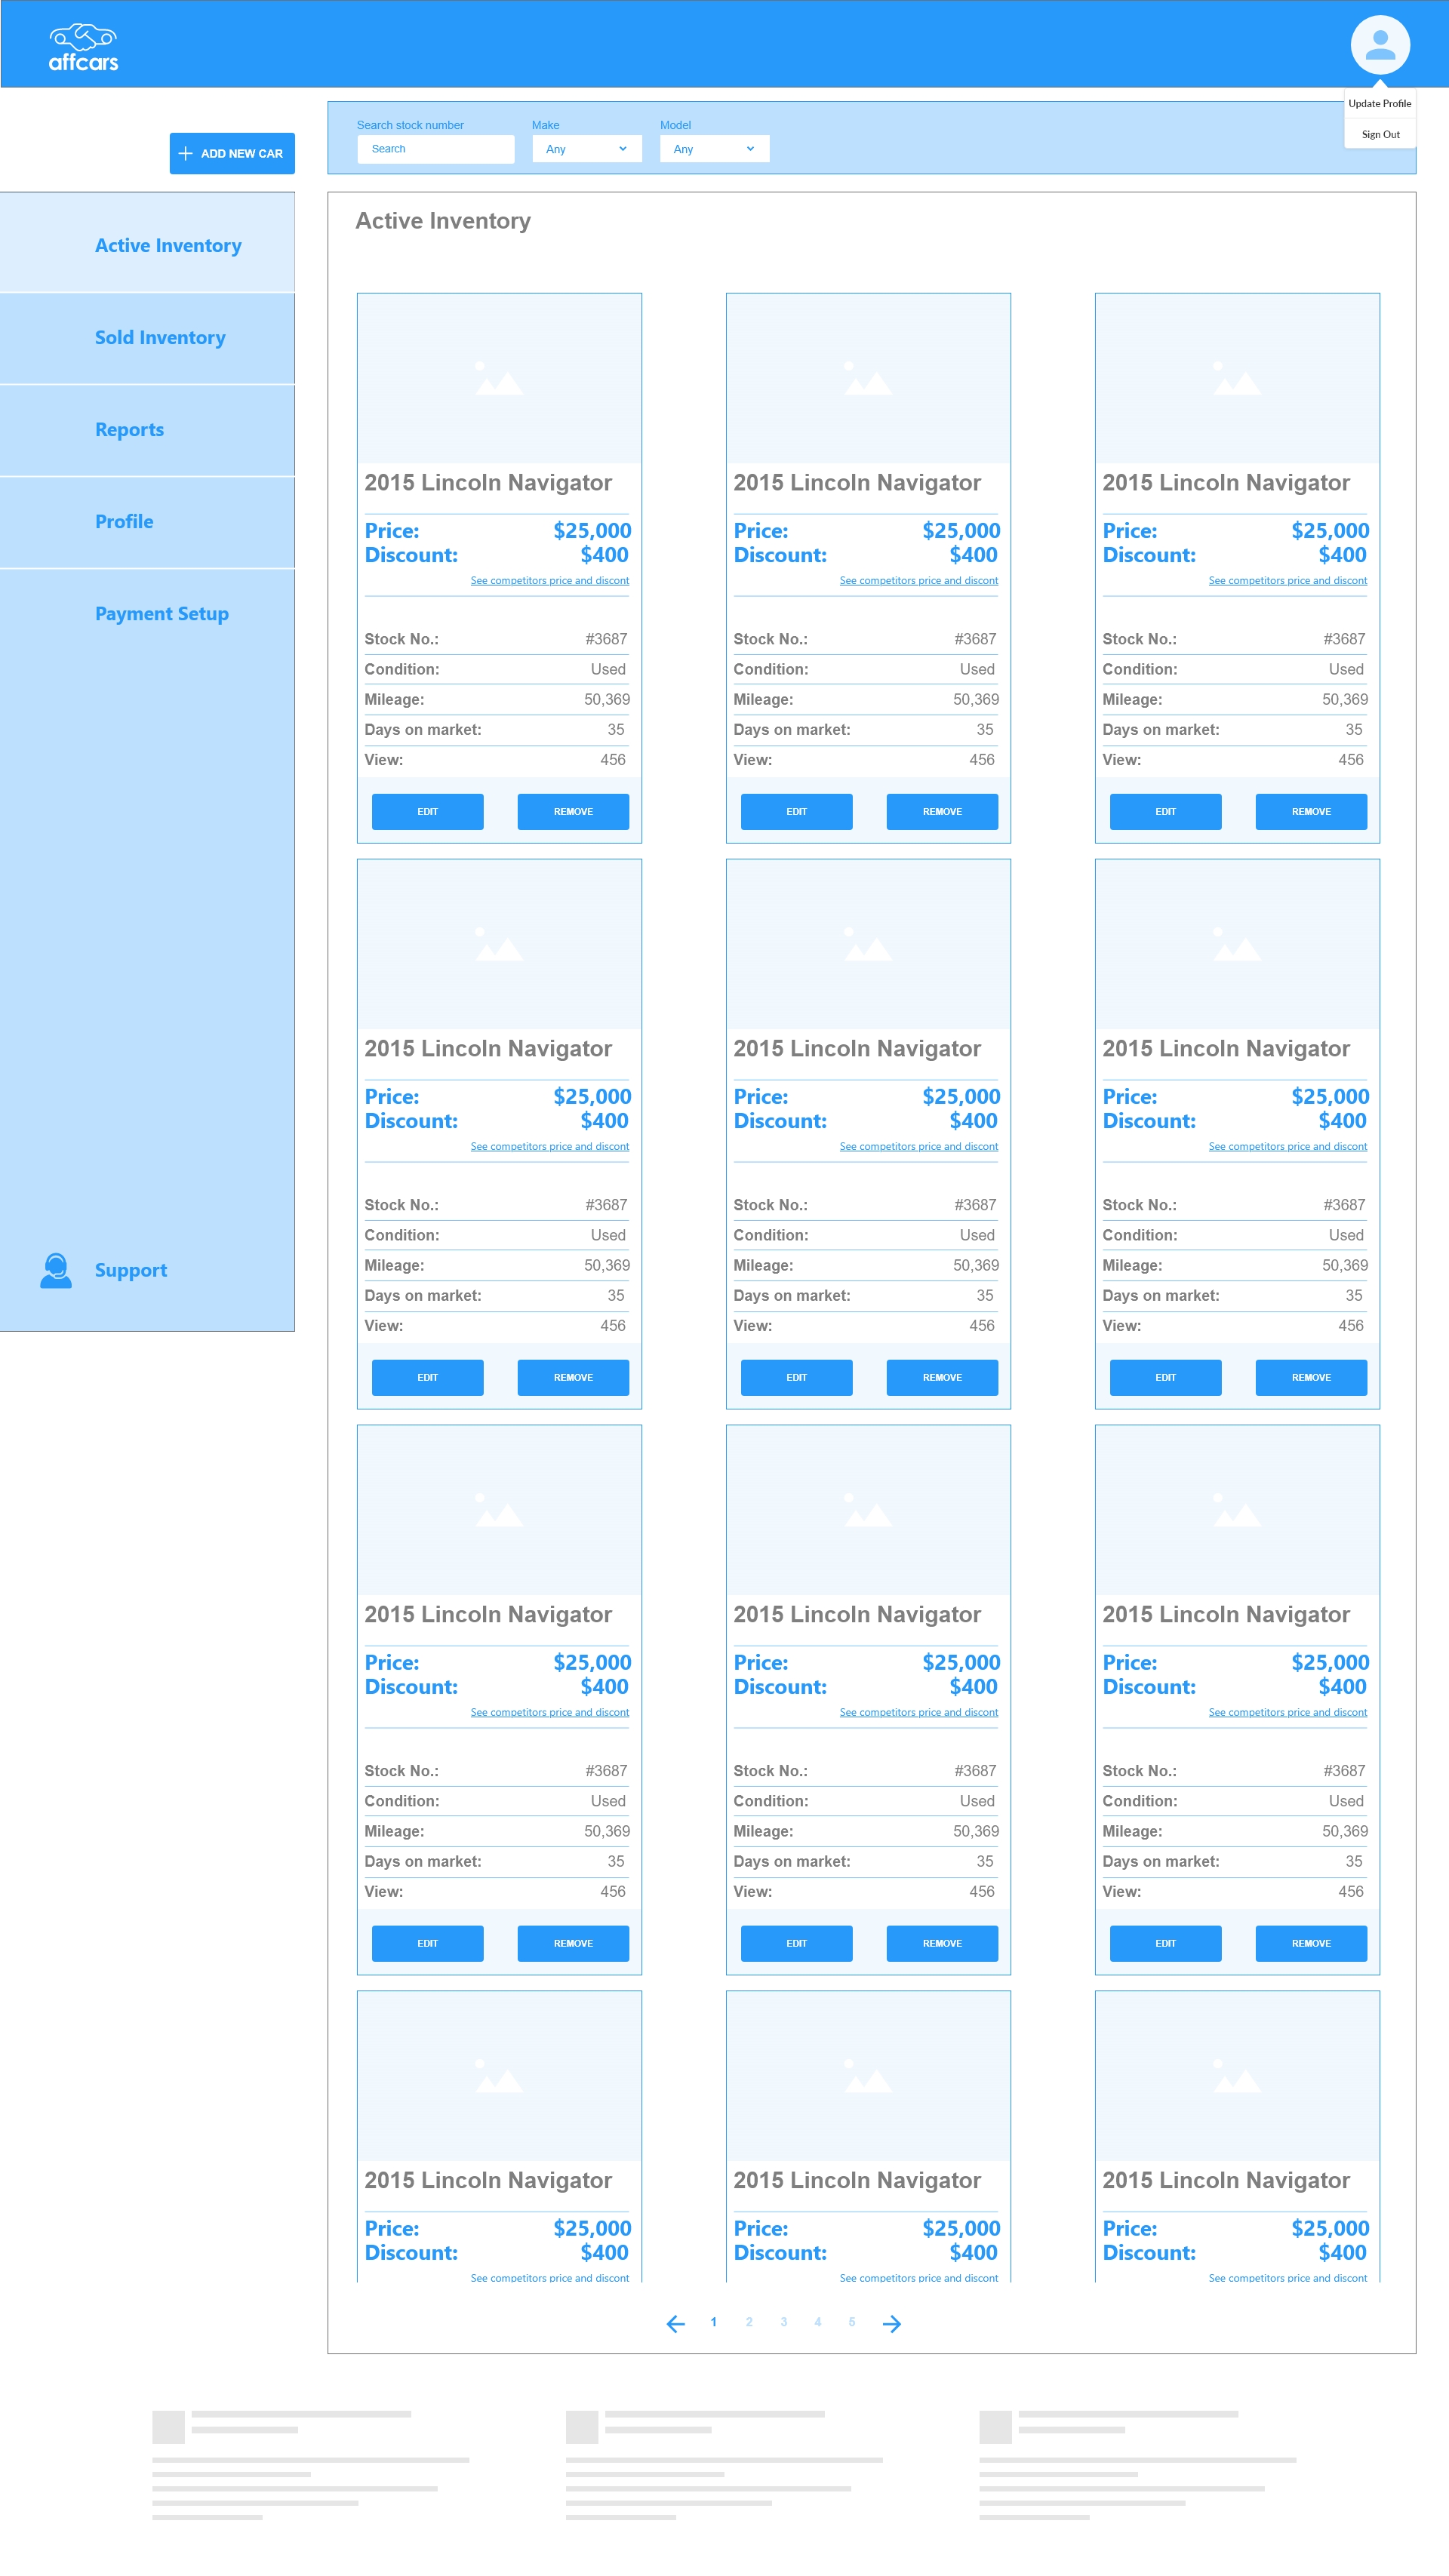 affcars
Update Profile
Sign Out
Search stock number Make Model
Search Any Any
ADD NEW CAR
Active Inventory
Sold Inventory
Reports
Profile
Payment Setup
Support
Active Inventory
2015 Lincoln Navigator 2015 Lincoln Navigator 2015 Lincoln Navigator
Price: $25,000 Price: $25,000 Price: $25,000
Discount: $400 Discount: $400 Discount: $400
See competitors price and discont See competitors price and discont See competitors price and discont
Stock No.: #3687 Stock No.: #3687 Stock No.: #3687
Condition: Used Condition: Used Condition: Used
Mileage: 50,369 Mileage: 50,369 Mileage: 50,369
Days on market: 35 Days on market: 35 Days on market: 35
View: 456 View: 456 View: 456
EDIT REMOVE EDIT REMOVE EDIT REMOVE
2015 Lincoln Navigator 2015 Lincoln Navigator 2015 Lincoln Navigator
Price: $25,000 Price: $25,000 Price: $25,000
Discount: $400 Discount: $400 Discount: $400
See competitors price and discont See competitors price and discont See competitors price and discont
Stock No.: #3687 Stock No.: #3687 Stock No.: #3687
Condition: Used Condition: Used Condition: Used
Mileage: 50,369 Mileage: 50,369 Mileage: 50,369
Days on market: 35 Days on market: 35 Days on market: 35
View: 456 View: 456 View: 456
EDIT REMOVE EDIT REMOVE EDIT REMOVE
2015 Lincoln Navigator 2015 Lincoln Navigator 2015 Lincoln Navigator
Price: $25,000 Price: $25,000 Price: $25,000
Discount: $400 Discount: $400 Discount: $400
See competitors price and discont See competitors price and discont See competitors price and discont
Stock No.: #3687 Stock No.: #3687 Stock No.: #3687
Condition: Used Condition: Used Condition: Used
Mileage: 50,369 Mileage: 50,369 Mileage: 50,369
Days on market: 35 Days on market: 35 Days on market: 35
View: 456 View: 456 View: 456
EDIT REMOVE EDIT REMOVE EDIT REMOVE
2015 Lincoln Navigator 2015 Lincoln Navigator 2015 Lincoln Navigator
Price: $25,000 Price: $25,000 Price: $25,000
Discount: $400 Discount: $400 Discount: $400
See competitors price and discont See competitors price and discont See competitors price and discont
1 2 3 4 5